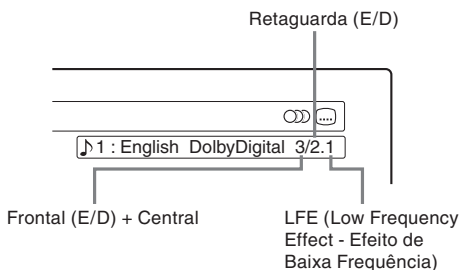 Retaguarda (E/D)
♪1 : English DolbyDigital 3/2.1
Frontal (E/D) + Central
LFE (Low Frequency
Effect - Efeito de
Baixa Frequência)